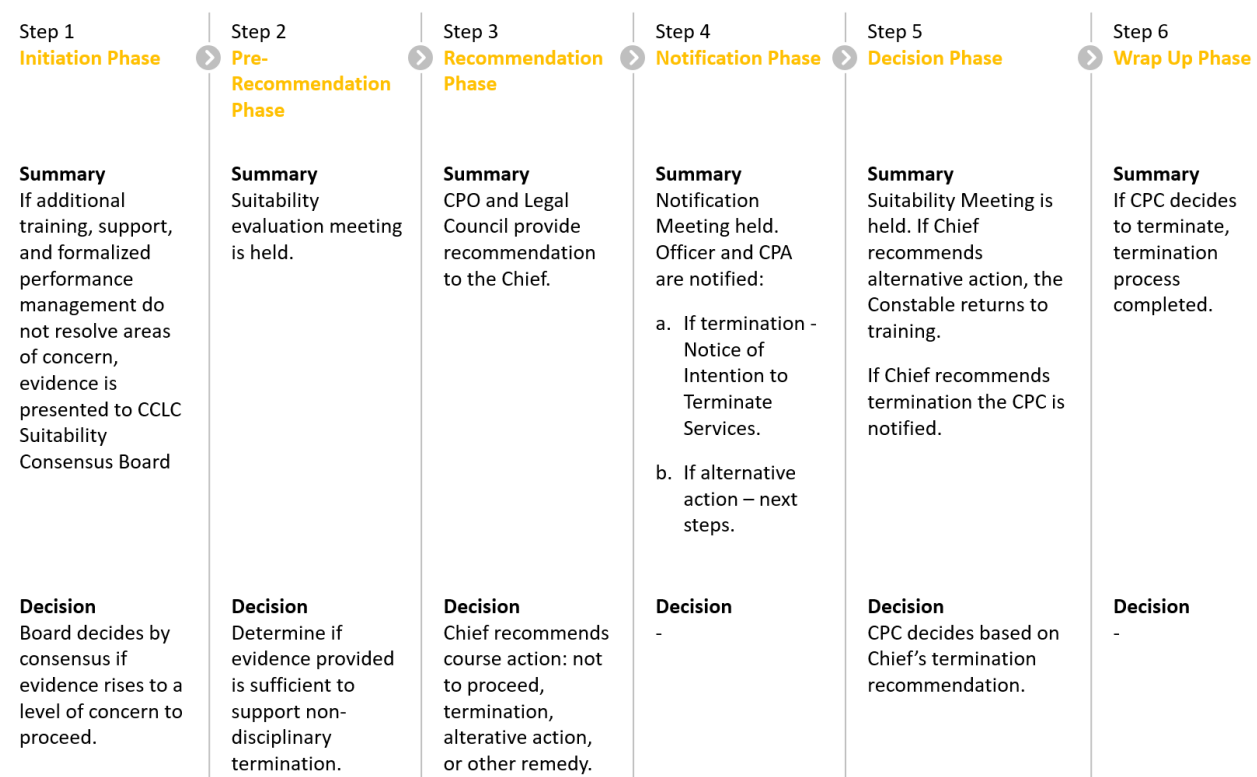 Step 1
Initiation Phase
Summary
If additional
training, support,
and formalized
performance
management do
not resolve areas
of concern,
evidence is
presented to CCLC
Suitability
Consensus Board
Decision
Board decides by
consensus if
evidence rises to a
level of concern to
proceed.
Step 2
Pre-
Recommendation
Phase
Summary
Suitability
evaluation meeting
is held.
Decision
Determine if
evidence provided
is sufficient to
support non-
disciplinary
termination.
Step 3
Recommendation
Phase
Summary
CPO and Legal
Council provide
recommendation
to the Chief.
Decision
Chief recommends
course action: not
to proceed,
termination,
alterative action,
or other remedy.
Step 4
Notification Phase
Summary
Notification
Meeting held.
Officer and CPA
are notified:
a. If termination -
Notice of
Intention to
Terminate
Services.
b. If alternative
action – next
steps.
Decision
-
Step 5
Decision Phase
Summary
Suitability Meeting is
held. If Chief
recommends
alternative action, the
Constable returns to
training.
If Chief recommends
termination the CPC is
notified.
Decision
CPC decides based on
Chief’s termination
recommendation.
Step 6
Wrap Up Phase
Summary
If CPC decides
to terminate,
termination
process
completed.
Decision
-